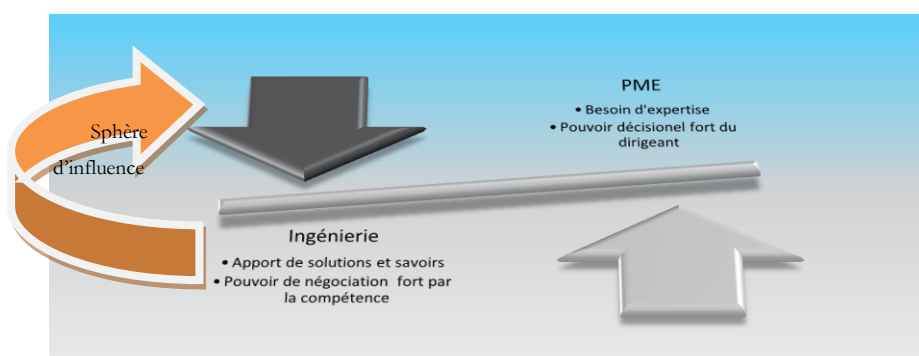 Sphère
d'influence
PME
• Besoin d'expertise
• Pouvoir décisionel fort du
dirigeant
Ingénierie
• Apport de solutions et savoirs
• Pouvoir de négociation fort par
la compétence